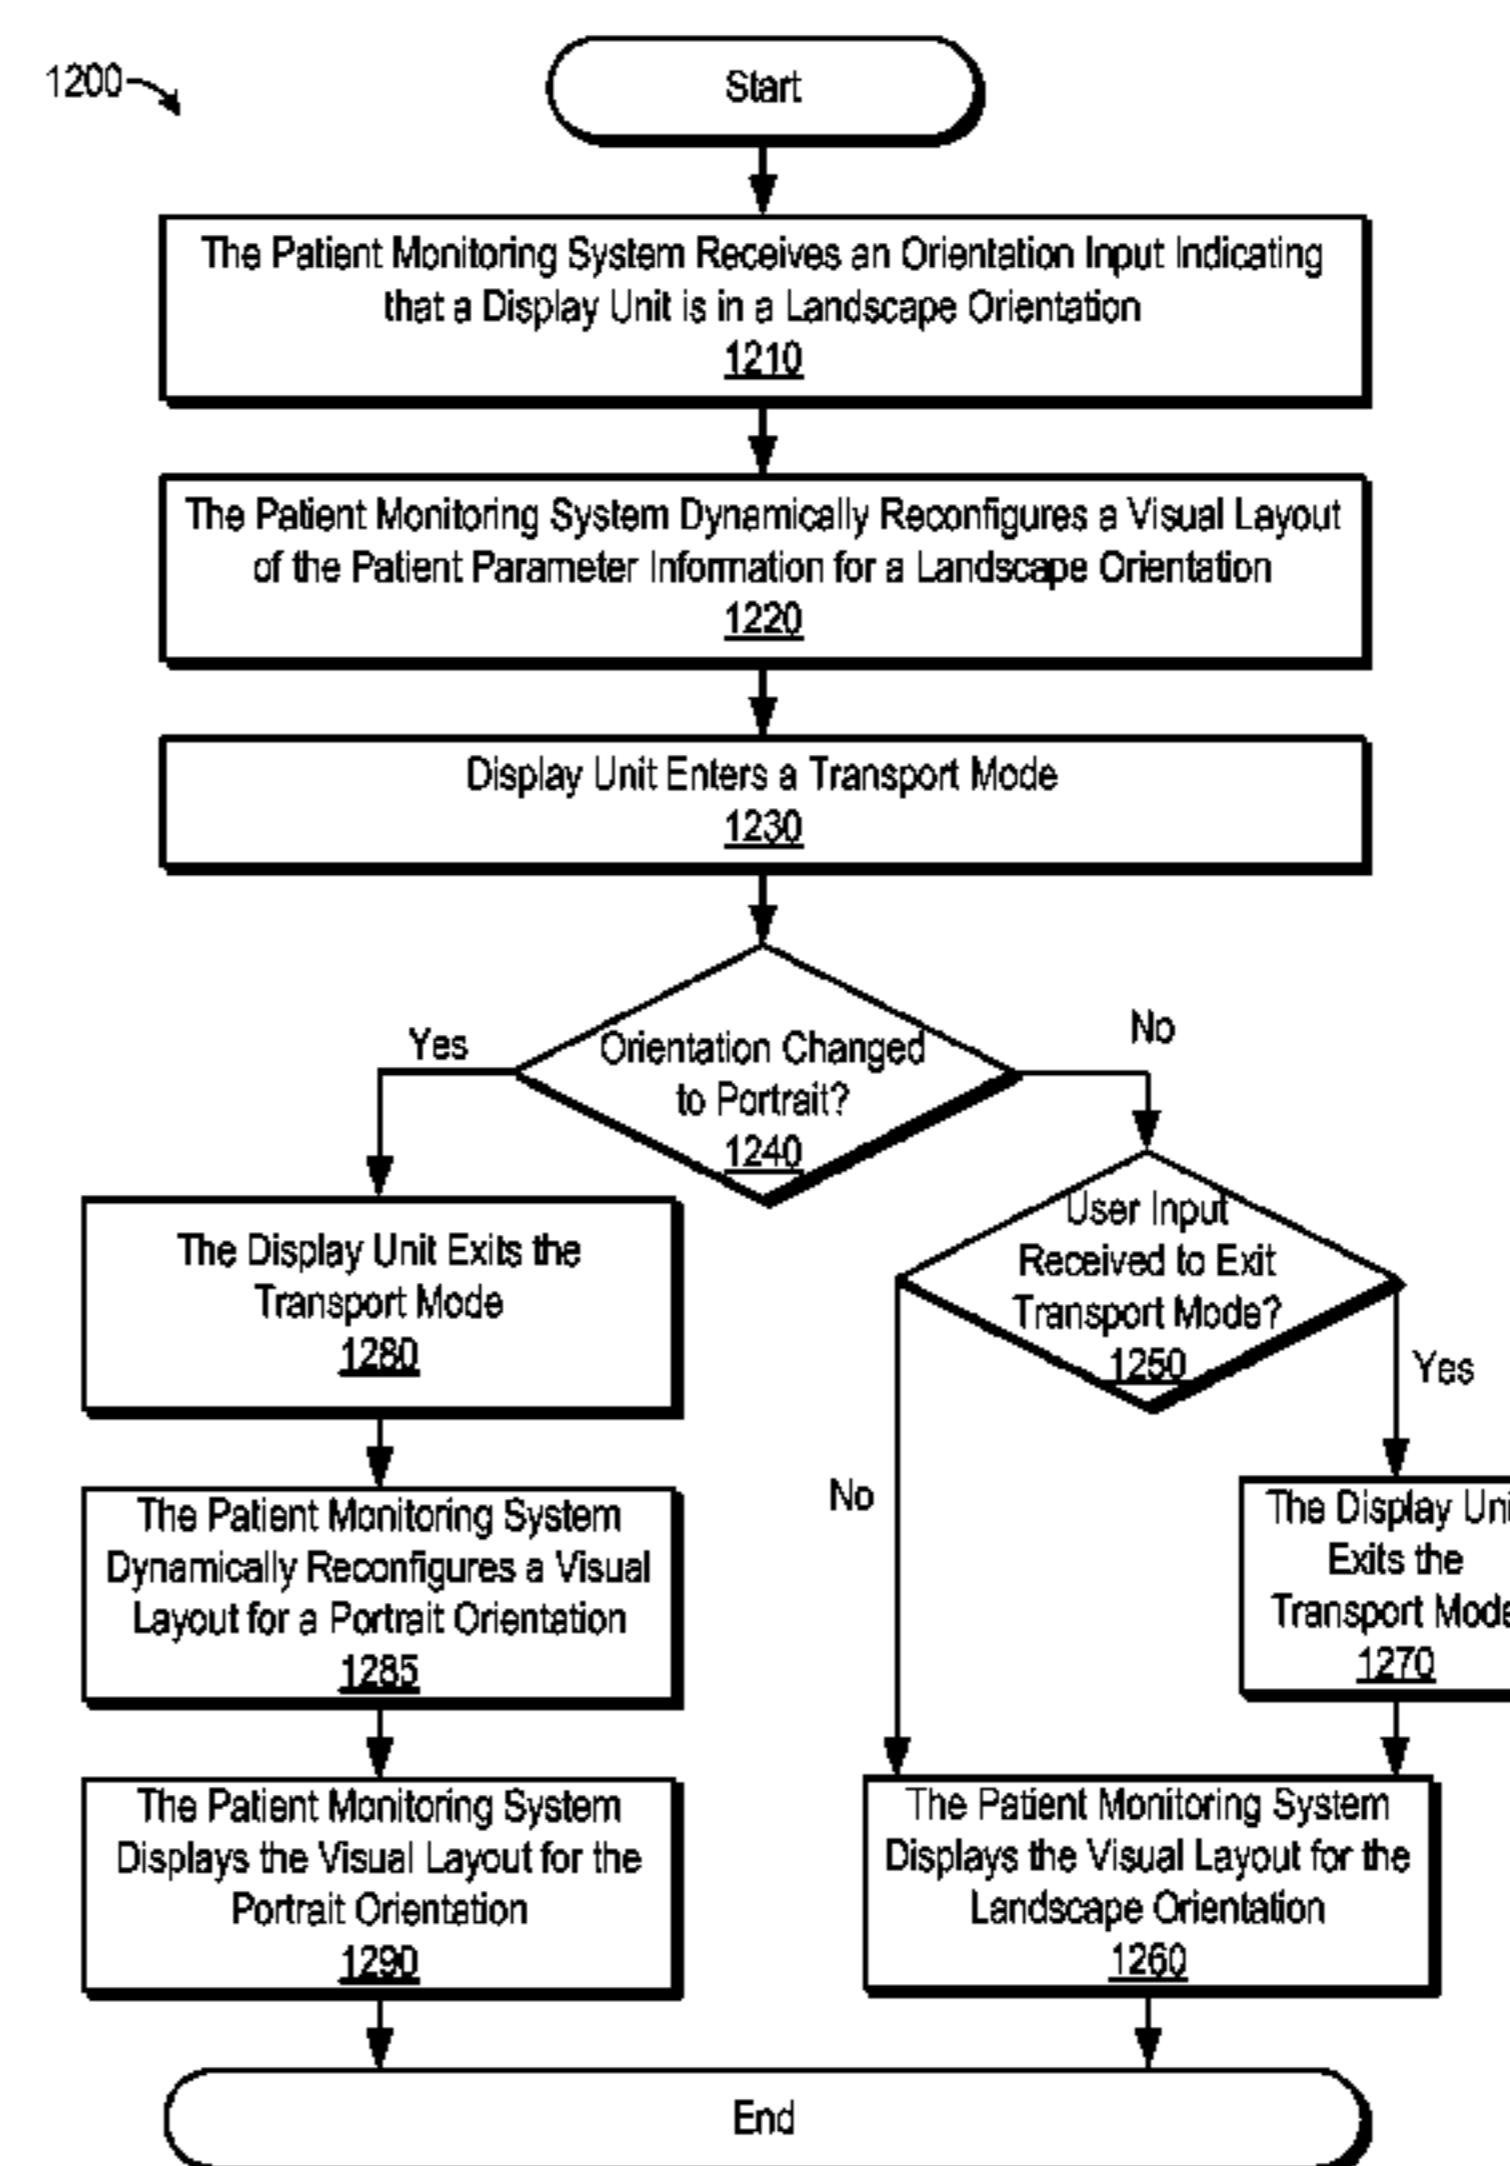 1200
Start
The Patient Monitoring System Receives an Orientation Input Indicating
that a Display Unit is in a Landscape Orientation
1210
The Patient Monitoring System Dynamically Reconfigures a Visual Layout
of the Patient Parameter Information for a Landscape Orientation
1220
Display Unit Enters a Transport Mode
1230
Orientation Changed
to Portrait?
1240
Yes
No
The Display Unit Exits the
Transport Mode
1280
The Patient Monitoring System
Dynamically Reconfigures a Visual
Layout for a Portrait Orientation
1285
The Patient Monitoring System
Displays the Visual Layout for the
Portrait Orientation
1290
User Input
Received to Exit
Transport Mode?
1250
Yes
No
The Display Uni
Exits the
Transport Mode
1270
The Patient Monitoring System
Displays the Visual Layout for the
Landscape Orientation
1260
End